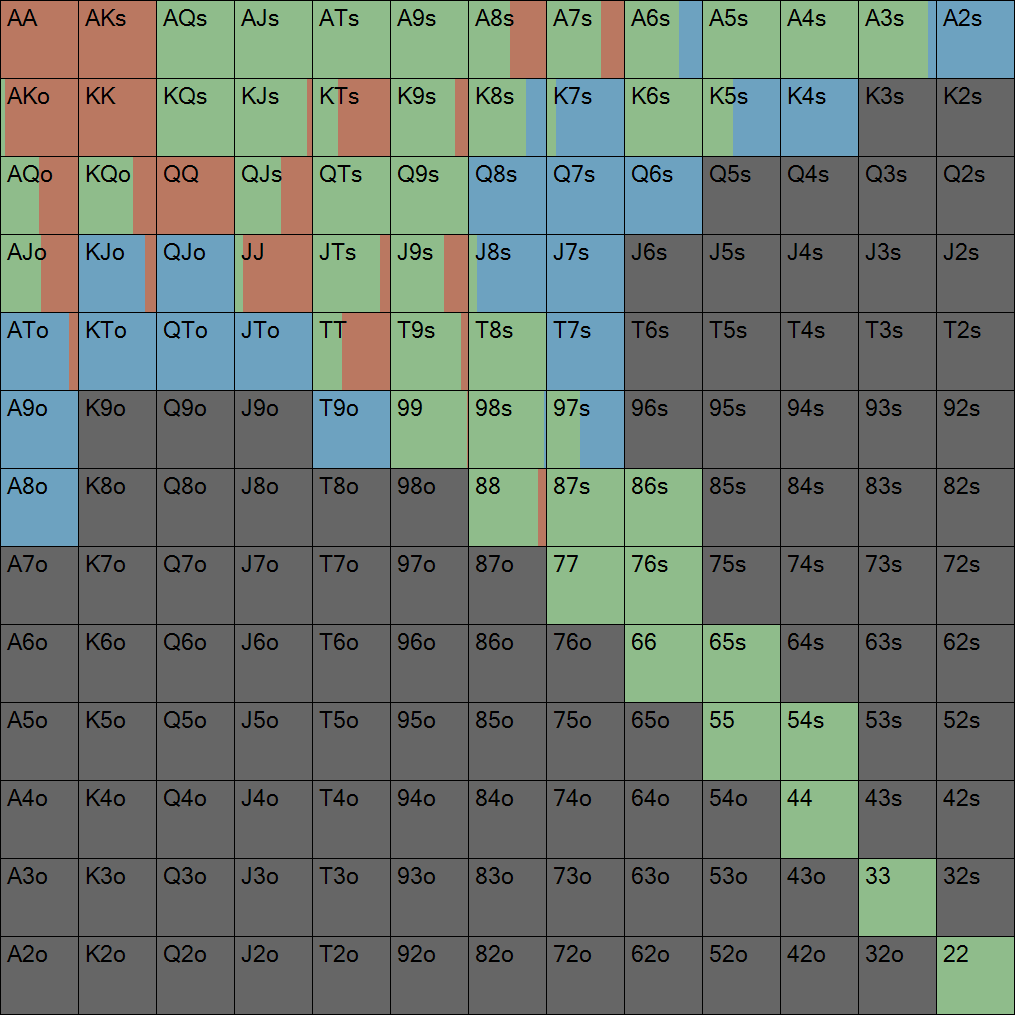 AA AKs AQs AJs ATs A9s A8s A7s A6s A5s A4s A3s A2s
AKo KK KQs KJs KTs K9s K8s K7s K6s K5s K4s K3s K2s
AQo KQo QQ QJs QTs Q9s Q8s Q7s Q6s Q5s Q4s Q3s Q2s
AJo KJo QJo JJ JTs J9s J8s J7s J6s J5s J4s J3s J2s
ATo KTo QTo JTo TT T9s T8s T7s T6s T5s T4s T3s T2s
A9o K9o Q9o J9o T9o 99 98s 97s 96s 95s 94s 93s 92s
A8o K8o Q8o J8o T8o 98o 88 87s 86s 85s 84s 83s 82s
A7o K7o Q7o J7o T7o 97o 87o 77 76s 75s 74s 73s 72s
A6o K6o Q6o J6o T6o 96o 86o 76o 66 65s 64s 63s 62s
A5o K5o Q5o J5o T5o 95o 85o 75o 65o 55 54s 53s 52s
A4o K4o Q4o J4o T4o 94o 84o 74o 64o 54o 44 43s 42s
A3o K3o Q3o J3o T3o 93o 83o 73o 63o 53o 43o 33 32s
A2o K2o Q2o J2o T2o 92o 82o 72o 62o 52o 42o 32o 22